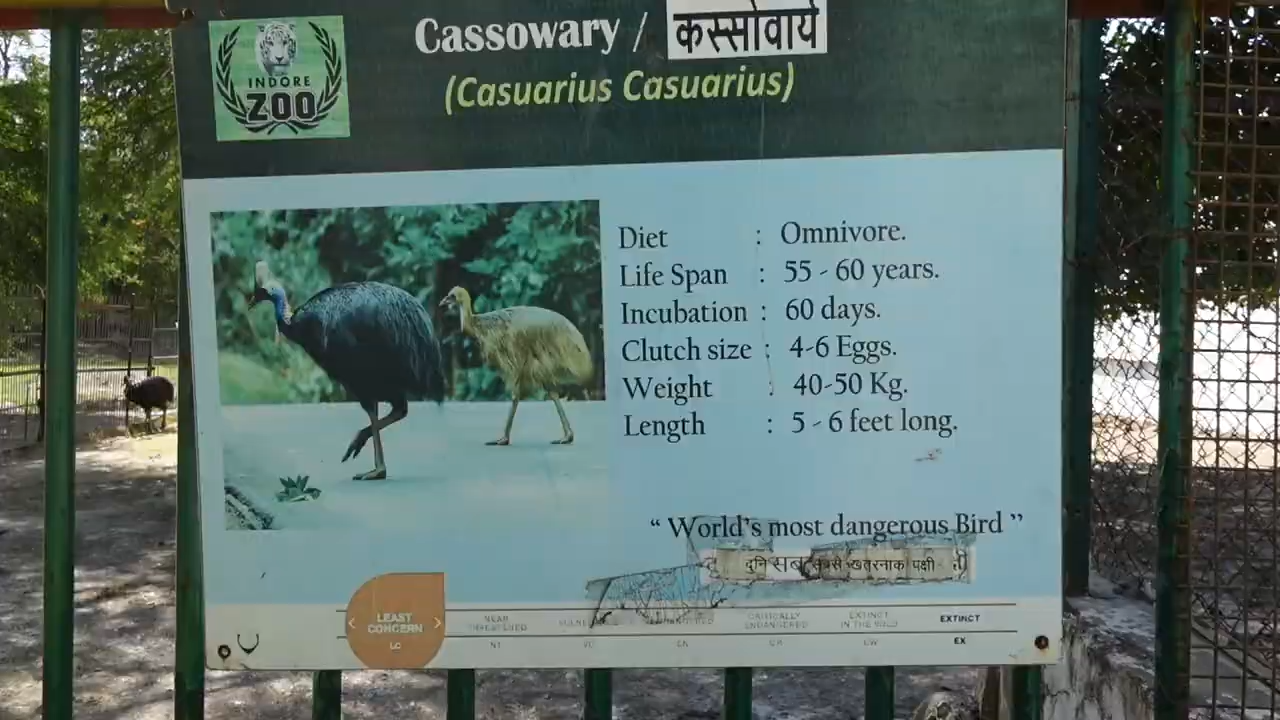 INDORE
ZOO
Cassowary / कस्सोवार्य
(Casuarius Casuarius)
Diet : Omnivore.
Life Span : 55 - 60 years.
Incubation : 60 days.
Clutch size : 4-6 Eggs.
Weight : 40-50 Kg.
Length : 5 - 6 feet long.
“ World's most dangerous Bird ”
खतरनाक पक्षी
LEAST CONCERN
LC
NEAR THREATENED
NT
CRITICALLY ENDANGERED
CR
EXTINCT IN THE WILD
EW
EXTINCT
EX